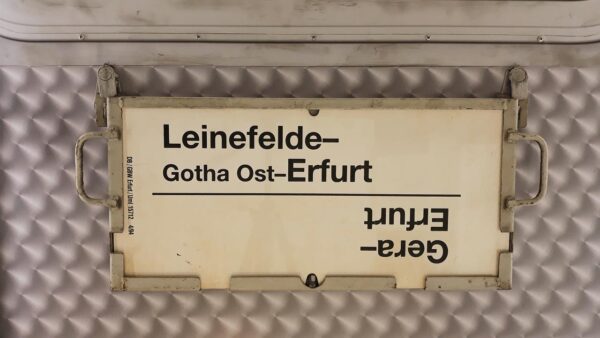 Leinefelde–
Gotha Ost–Erfurt
Gera–
Erfurt